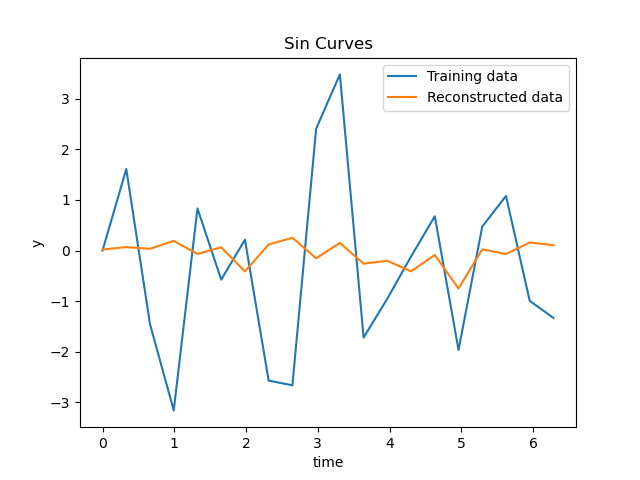 Sin Curves
Training data
Reconstructed data
3
2
1
0
−1
−2
−3
y
0 1 2 3 4 5 6
time